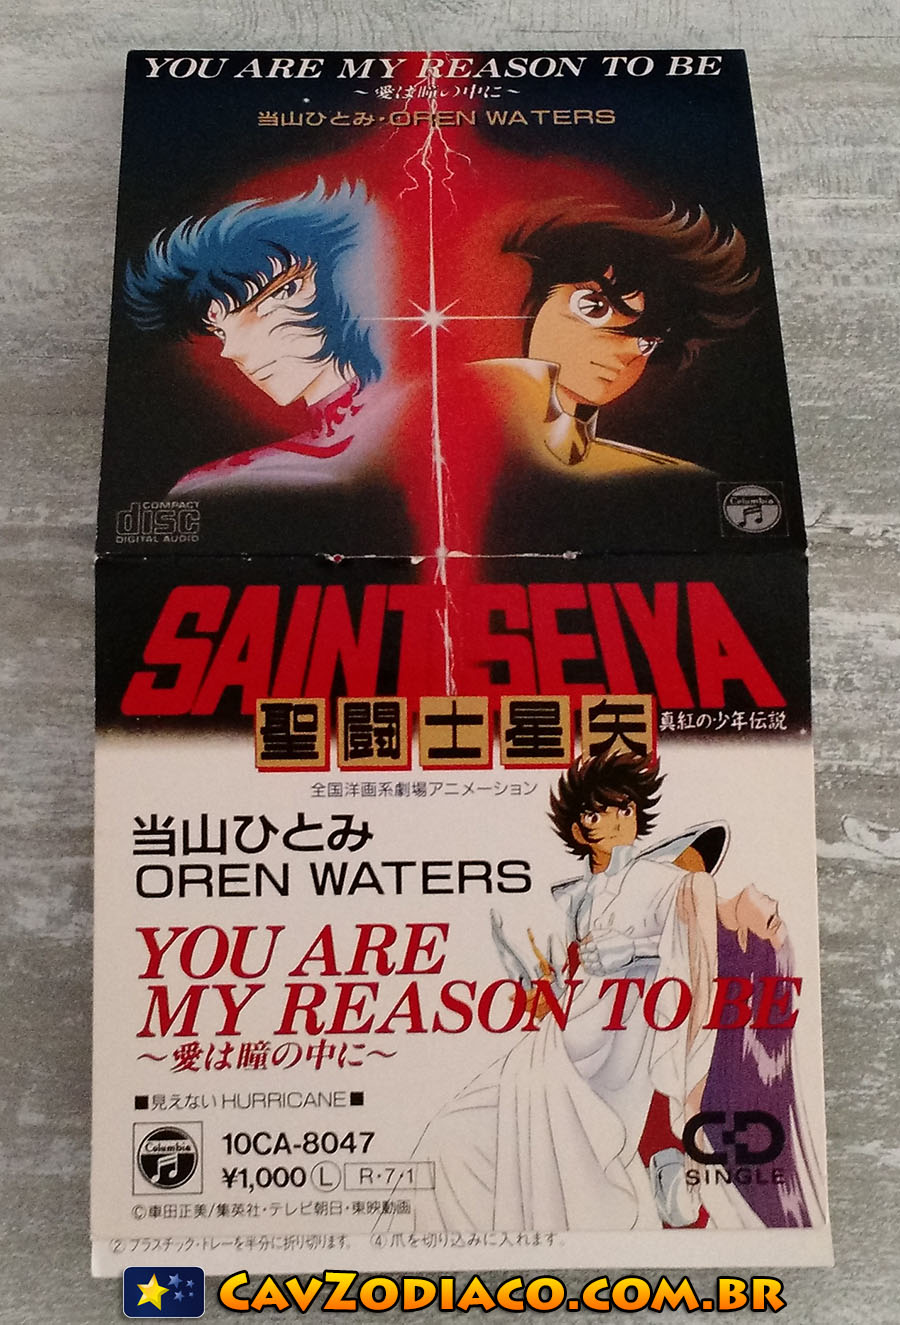 YOU ARE MY REASON TO BE
～愛は瞳の中に～
当山ひとみ・OREN WATERS
COMPACT
disc
DIGITAL AUDIO
Columbia
SAINT SEIYA
聖闘士星矢
真紅の少年伝説
全国洋画系劇場アニメーション
当山ひとみ
OREN WATERS
YOU ARE
MY REASON TO BE
～愛は瞳の中に～
■見えないHURRICANE■
Columbia
10CA-8047
¥1,000 Ⓛ R・7・1
CD
SINGLE
©車田正美/集英社・テレビ朝日・東映動画
② プラスチック・トレーを半分に折り切ります。 ④ 爪を切り込みに入れます。
CAVZODIACO.COM.BR